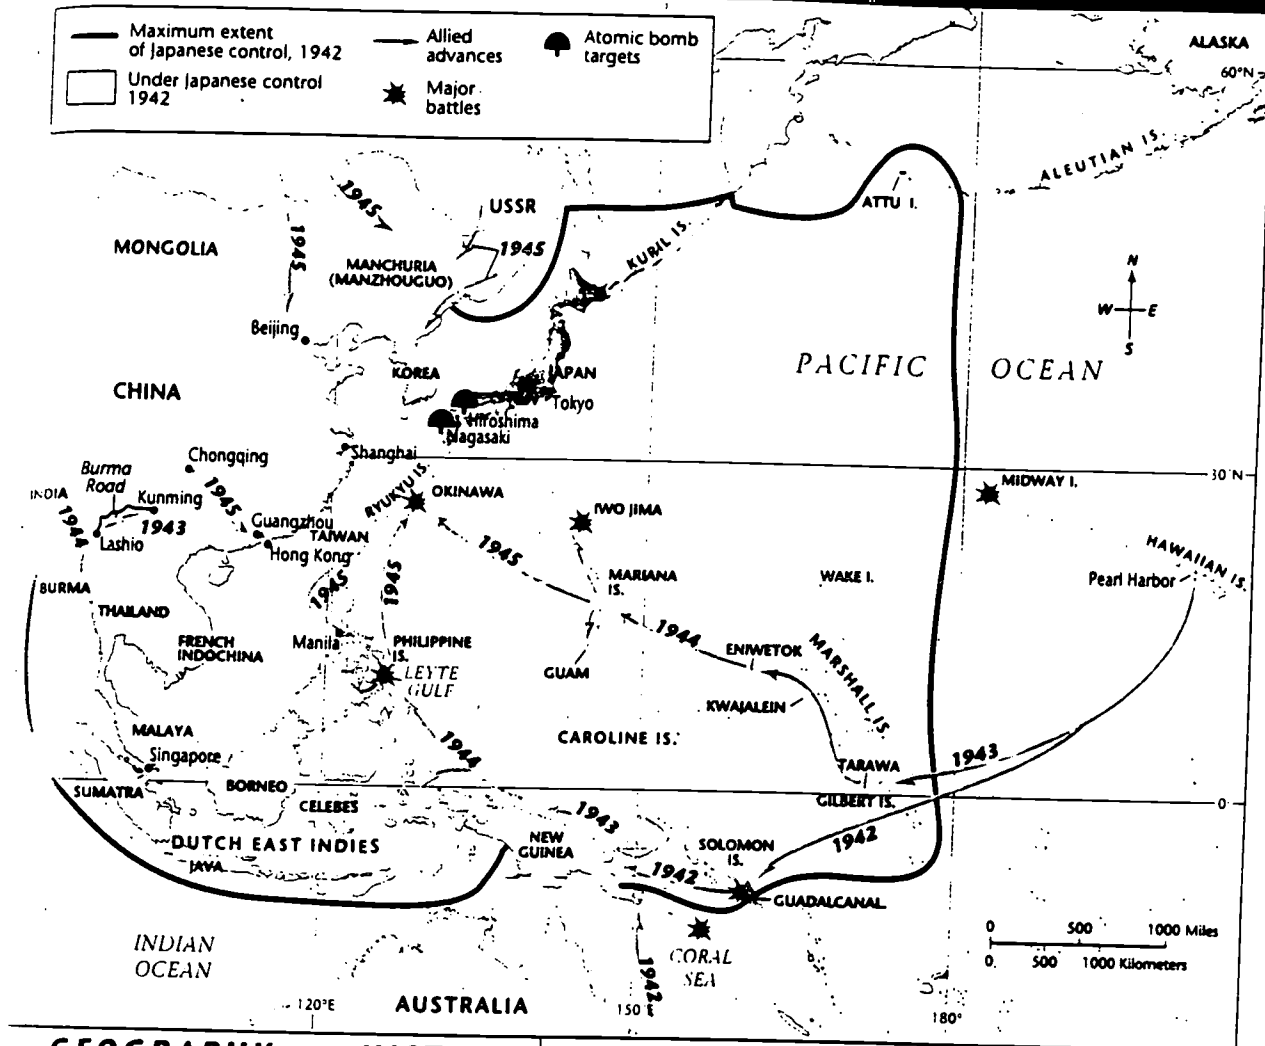 Maximum extent
of Japanese control, 1942
Under Japanese control
1942
Allied
advances
Major
battles
Atomic bomb
targets
ALASKA
60°N
ALEUTIAN IS.
ATTU I.
1945
USSR
MONGOLIA
1945
1945
MANCHURIA
(MANZHOUGUO)
KURIL IS.
N
W E
S
Beijing
PACIFIC OCEAN
KOREA
JAPAN
CHINA
Tokyo
Hiroshima
Nagasaki
Shanghai
Chongqing
Burma
Road
30°N
MIDWAY I.
INDIA
Kunming
RYUKYU IS.
OKINAWA
1945
1944
1943
IWO JIMA
Guangzhou
TAIWAN
Lashio
Hong Kong
1945
HAWAIIAN IS.
Pearl Harbor
BURMA
1945
1945
MARIANA
IS.
WAKE I.
THAILAND
FRENCH
INDOCHINA
Manila
PHILIPPINE
IS.
1944
ENIWETOK
MARSHALL IS.
LEYTE
GULF
GUAM
KWAJALEIN
MALAYA
CAROLINE IS.
1944
Singapore
TARAWA
1943
SUMATRA
BORNEO
CELEBES
GILBERT IS.
0°
1943
DUTCH EAST INDIES
NEW
GUINEA
SOLOMON
IS.
1942
JAVA
1942
GUADALCANAL
INDIAN
OCEAN
CORAL
SEA
1942
0 500 1000 Miles
0 500 1000 Kilometers
AUSTRALIA
120°E
150°E
180°